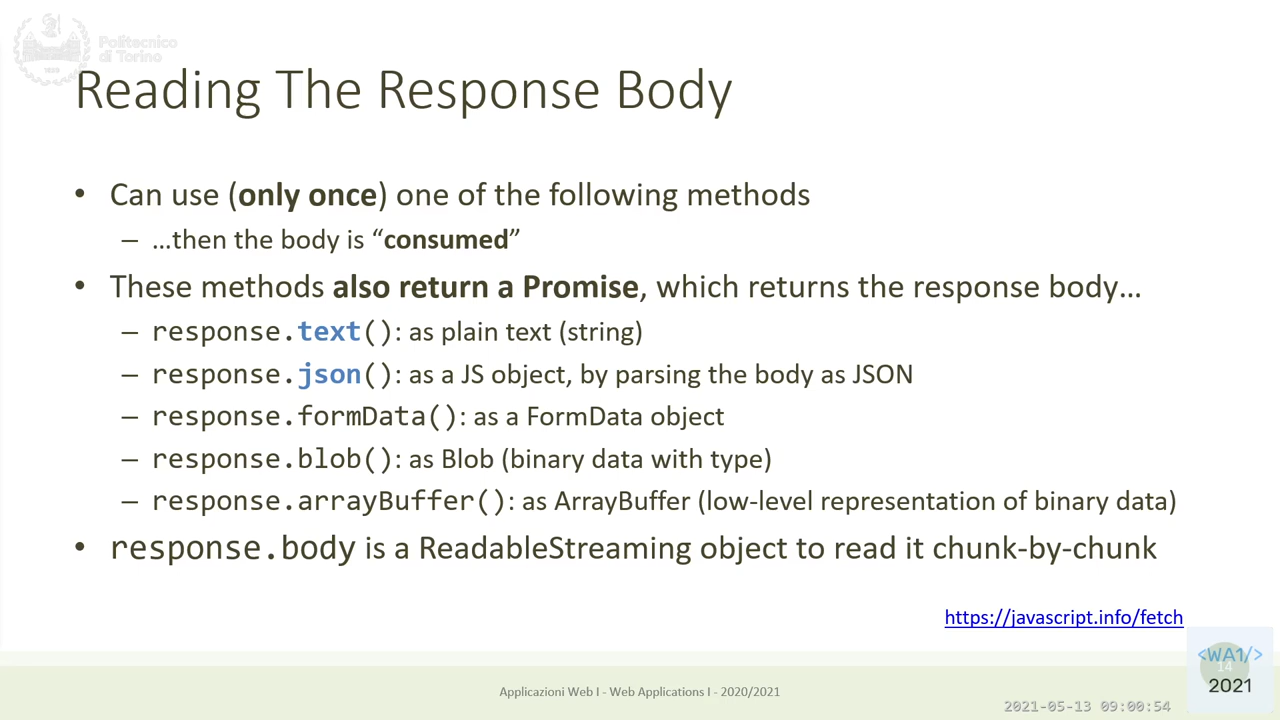 Politecnico
di Torino
Reading The Response Body
• Can use (only once) one of the following methods
– …then the body is “consumed”
• These methods also return a Promise, which returns the response body…
– response.text(): as plain text (string)
– response.json(): as a JS object, by parsing the body as JSON
– response.formData(): as a FormData object
– response.blob(): as Blob (binary data with type)
– response.arrayBuffer(): as ArrayBuffer (low-level representation of binary data)
• response.body is a ReadableStreaming object to read it chunk-by-chunk
https://javascript.info/fetch
<WA1/>
14
2021
Applicazioni Web I - Web Applications I - 2020/2021
2021-05-13 09:00:54